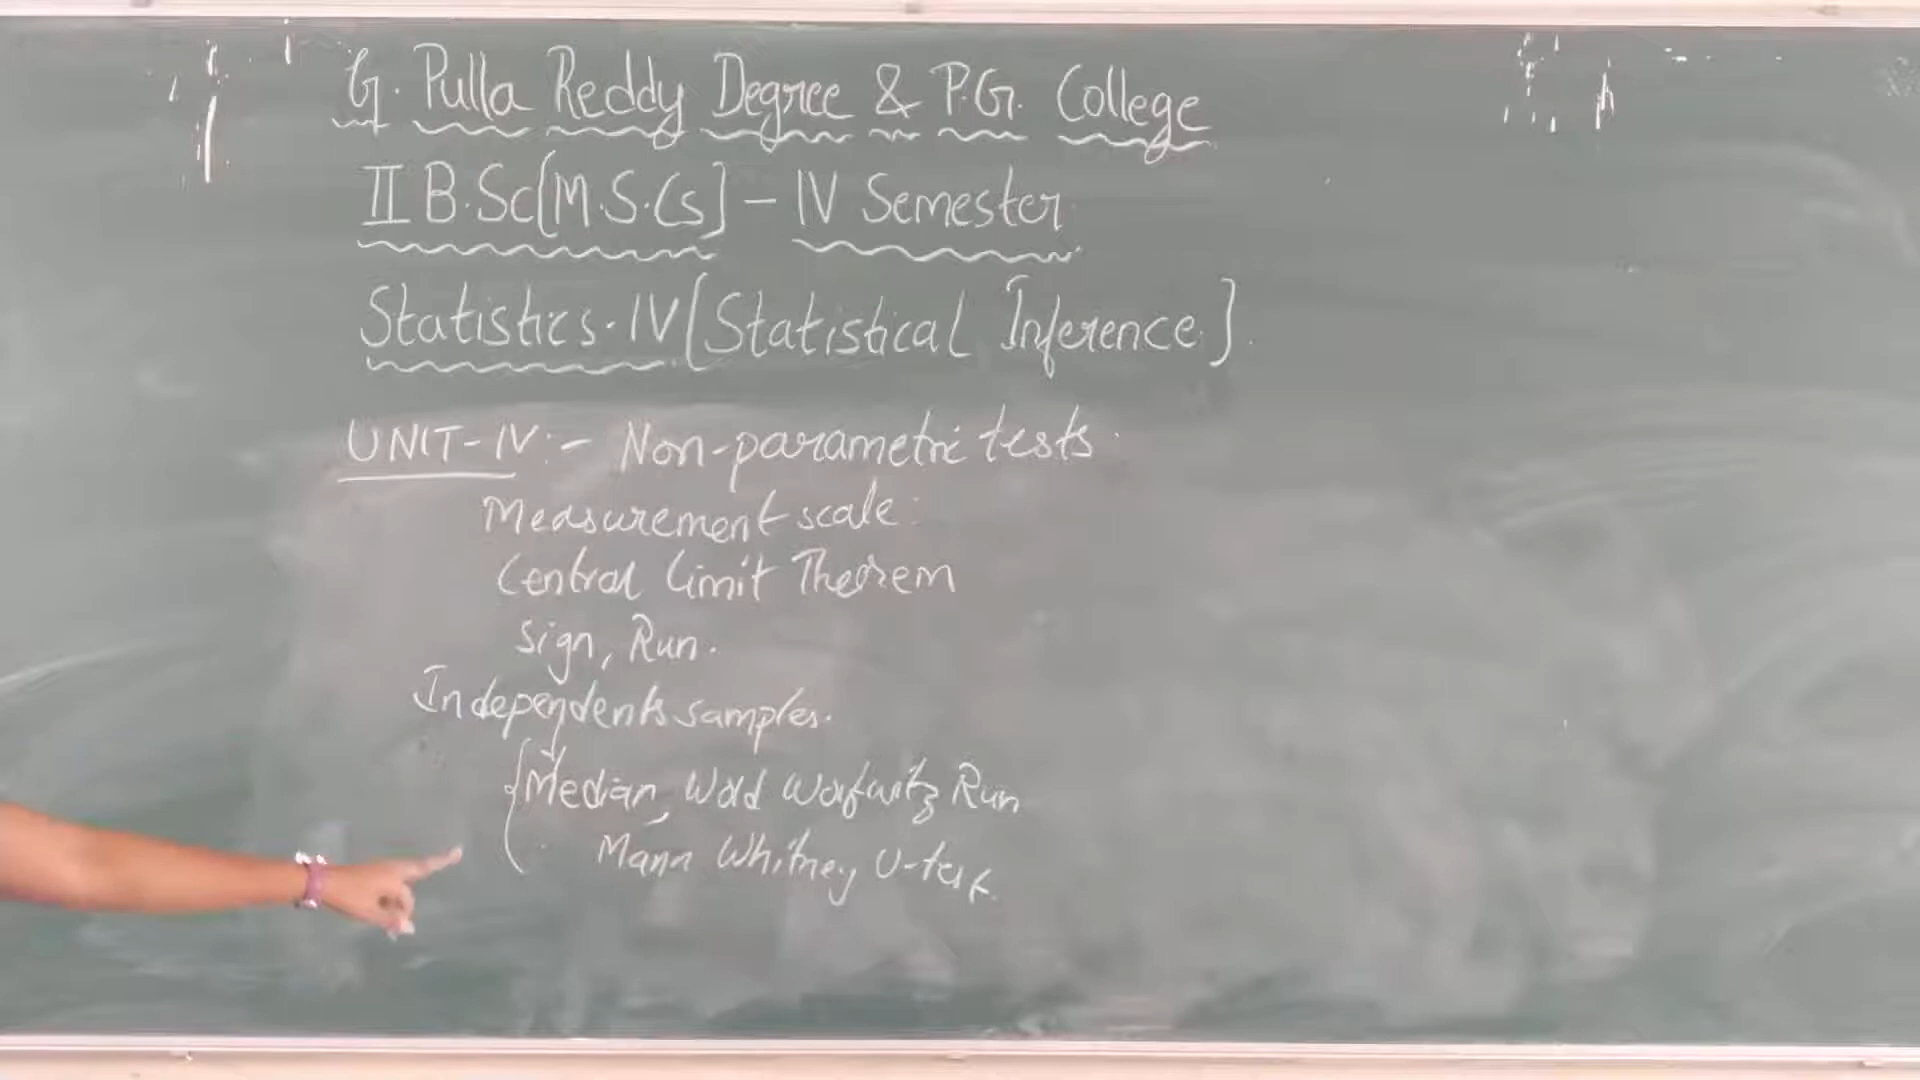 G. Pulla Reddy Degree & P.G. College
II B.Sc[M.S.Cs] - IV Semester
Statistics-IV [Statistical Inference.]
UNIT-IV:- Non-parametric tests.
Measurement scale:
Central Limit Theorem
Sign, Run.
Independents samples.
Median, Wald Run
Mann Whitney U-test.